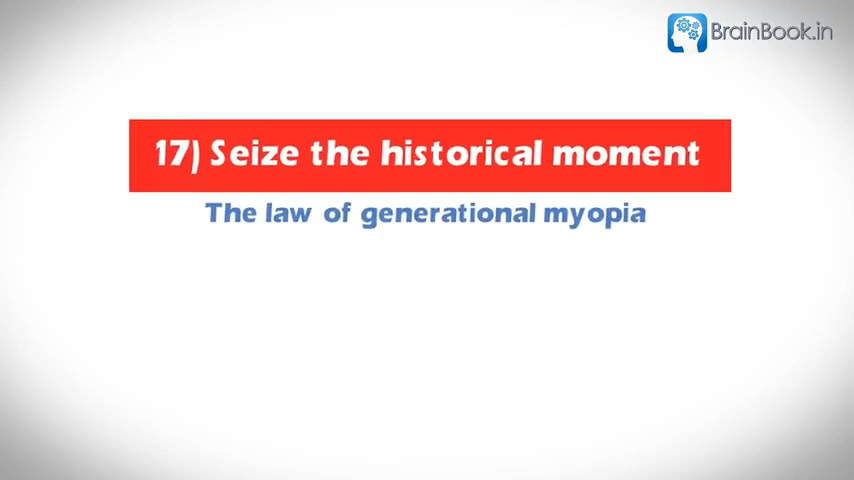 BrainBook.in
17) Seize the historical moment
The law of generational myopia